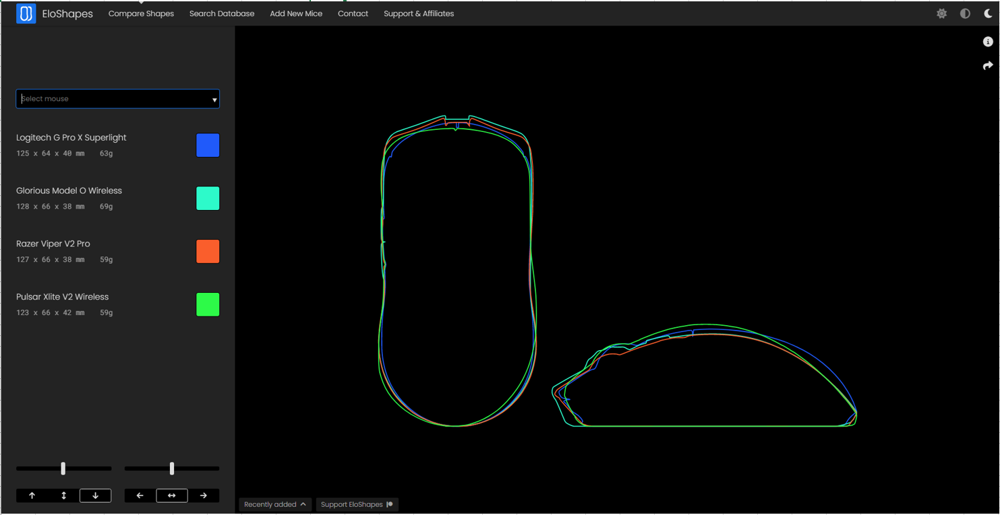 EloShapes Compare Shapes Search Database Add New Mice Contact Support & Affiliates
Select mouse
Logitech G Pro X Superlight
125 x 64 x 40 mm 63g
Glorious Model O Wireless
128 x 66 x 38 mm 69g
Razer Viper V2 Pro
127 x 66 x 38 mm 59g
Pulsar Xlite V2 Wireless
123 x 66 x 42 mm 59g
Recently added Support EloShapes